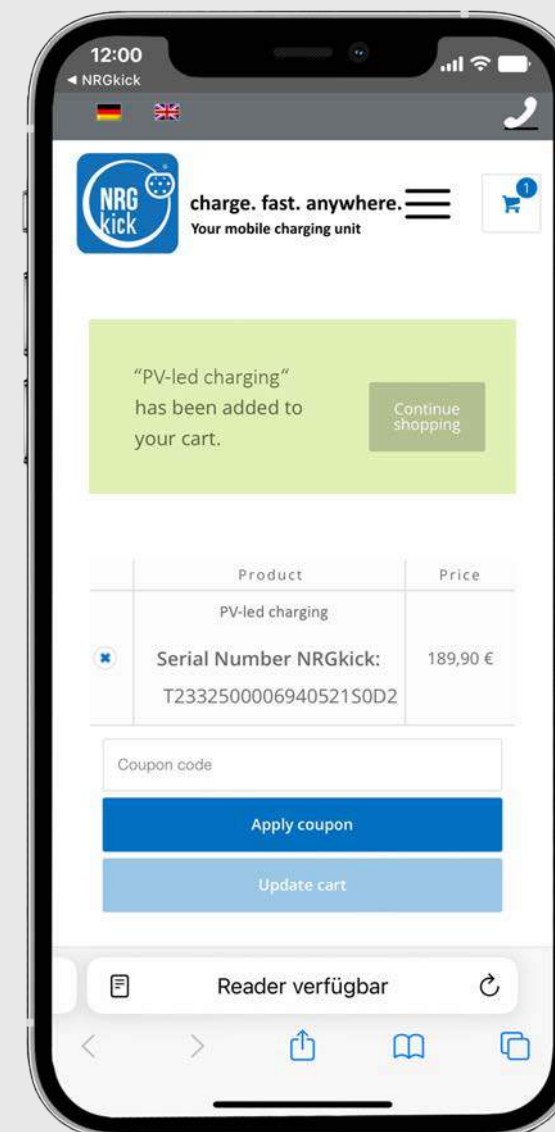 12:00
◀ NRGkick
NRG
kick
charge. fast. anywhere.
Your mobile charging unit
1
“PV-led charging“
has been added to
your cart.
Continue
shopping
Product
Price
PV-led charging
Serial Number NRGkick:
189,90 €
T2332500006940521S0D2
Coupon code
Apply coupon
Update cart
Reader verfügbar